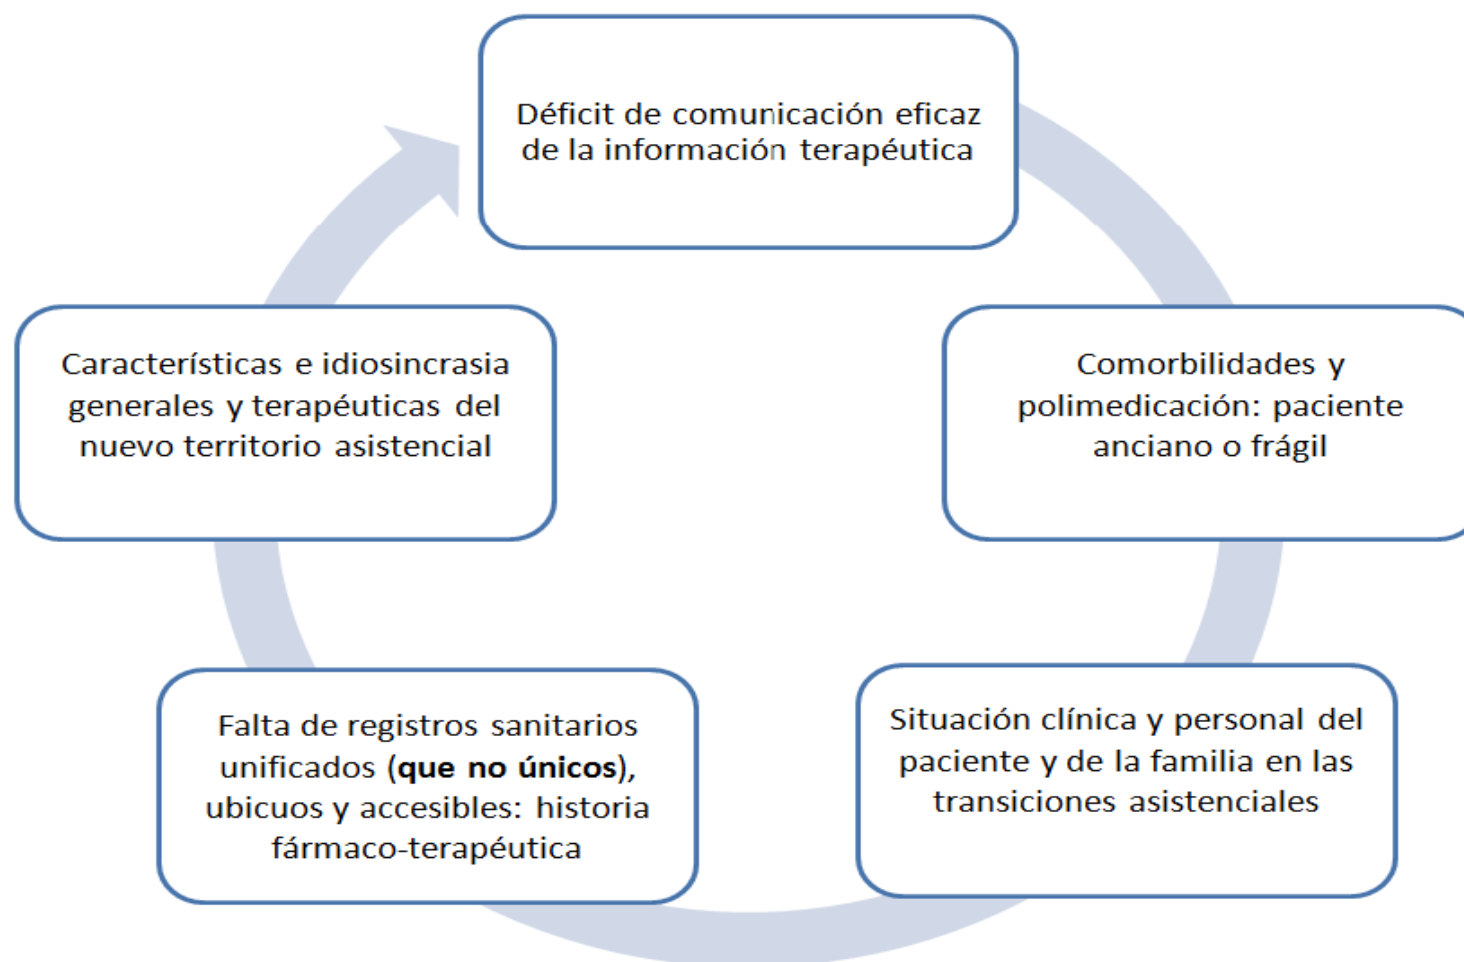 Déficit de comunicación eficaz
de la información terapéutica
Comorbilidades y
polimedicación: paciente
anciano o frágil
Situación clínica y personal del
paciente y de la familia en las
transiciones asistenciales
Falta de registros sanitarios
unificados (que no únicos),
ubicuos y accesibles: historia
fármaco-terapéutica
Características e idiosincrasia
generales y terapéuticas del
nuevo territorio asistencial